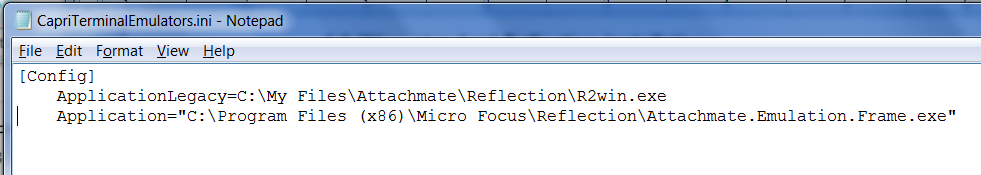 CapriTerminalEmulators.ini - Notepad
File Edit Format View Help
[Config]
ApplicationLegacy=C:\My Files\Attachmate\Reflection\R2win.exe
Application="C:\Program Files (x86)\Micro Focus\Reflection\Attachmate.Emulation.Frame.exe"